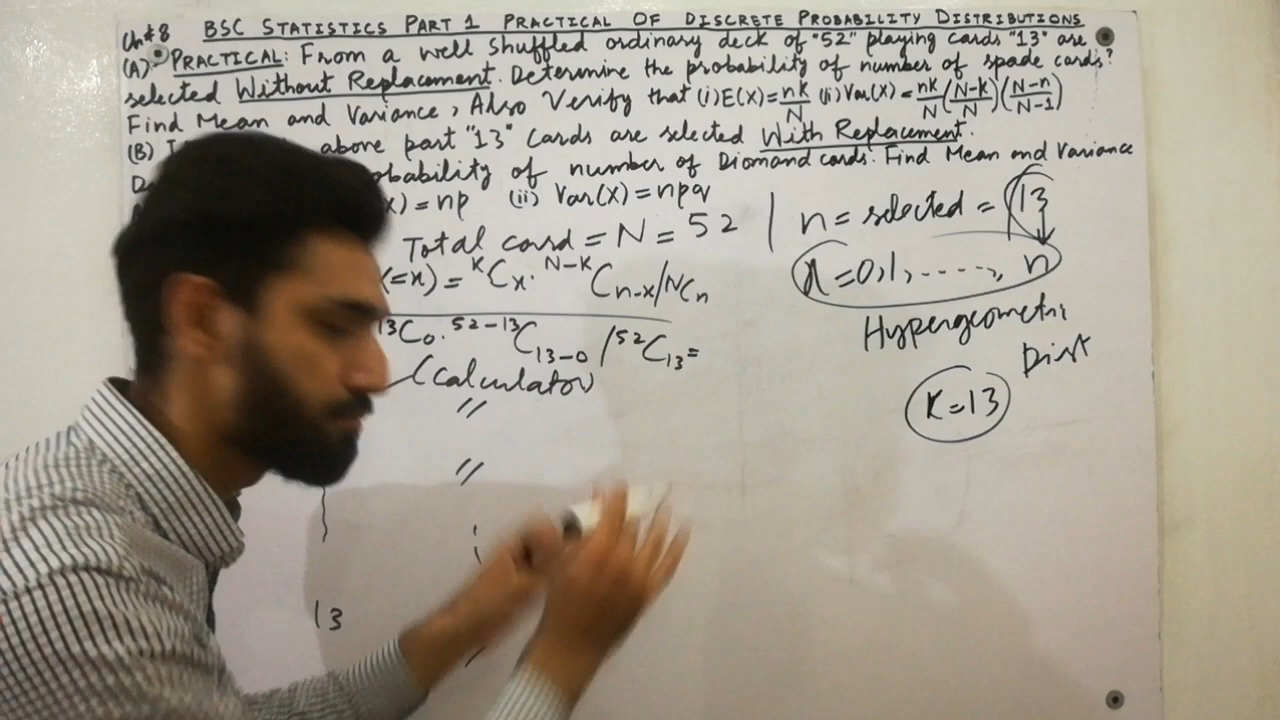 Ch#8 BSC STATISTICS PART 1 PRACTICAL OF DISCRETE PROBABILITY DISTRIBUTIONS
(A) PRACTICAL: From a well shuffled ordinary deck of "52" playing cards "13" are
selected Without Replacement. Determine the probability of number of spade cards?
Find Mean and Variance, Also Verify that (i) E(X)=nk/N (ii) Var(X)=nk/N(N-k/N)(N-n/N-1)
(B) above part "13" Cards are selected With Replacement.
obability of number of Diomand cards. Find Mean and Variance
x)=np (ii) Var(X)=npq
Total card = N = 52
n = selected = 13
(=x) = ᴷCx. ᴺ⁻ᴷCn-x/ᴺCn
x=0,1,------, n
Hypergeometric
Dist
¹³C₀. ⁵²⁻¹³C₁₃₋₀ /⁵²C₁₃=
(Calculator)
K=13
"
"
13